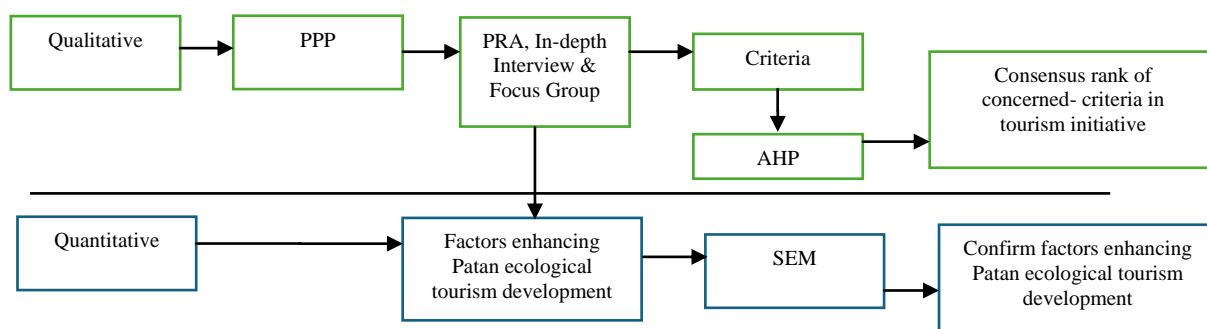 Qualitative
PPP
PRA, In-depth
Interview &
Focus Group
Criteria
AHP
Consensus rank of
concerned- criteria in
tourism initiative
Quantitative
Factors enhancing
Patan ecological
tourism development
SEM
Confirm factors enhancing
Patan ecological tourism
development